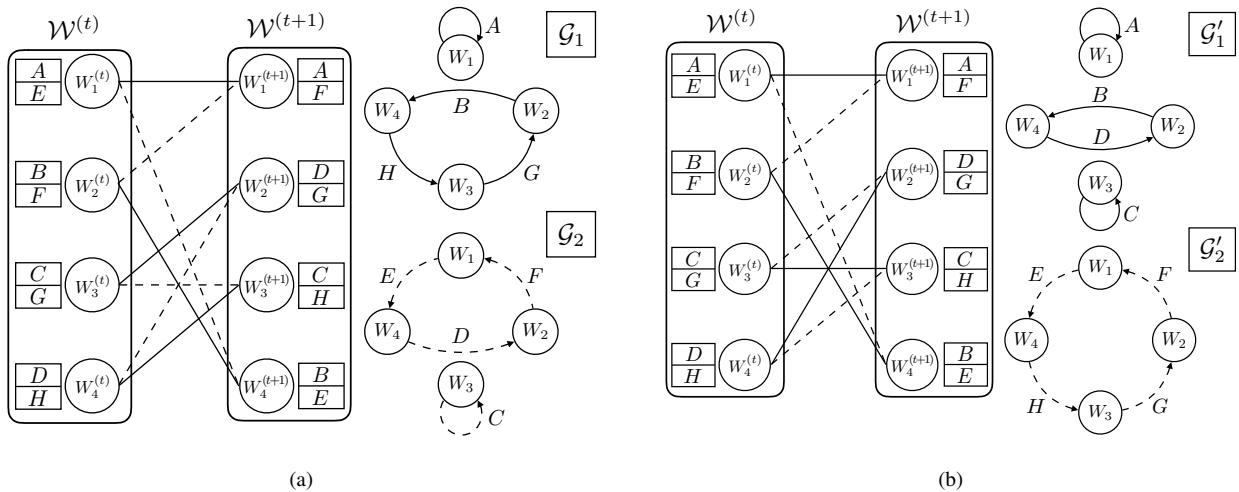 𝒲^(t)
𝒲^(t+1)
A
E
W_1^(t)
W_1^(t+1)
A
F
B
F
W_2^(t)
W_2^(t+1)
D
G
C
G
W_3^(t)
W_3^(t+1)
C
H
D
H
W_4^(t)
W_4^(t+1)
B
E
A
W_1
𝒢_1
W_4
B
W_2
H
G
W_3
𝒢_2
W_1
E
F
W_4
D
W_2
W_3
C
(a)
𝒲^(t)
𝒲^(t+1)
A
E
W_1^(t)
W_1^(t+1)
A
F
B
F
W_2^(t)
W_2^(t+1)
D
G
C
G
W_3^(t)
W_3^(t+1)
C
H
D
H
W_4^(t)
W_4^(t+1)
B
E
A
W_1
𝒢′_1
B
W_4
D
W_2
W_3
C
𝒢′_2
W_1
E
F
W_4
W_2
H
G
W_3
(b)